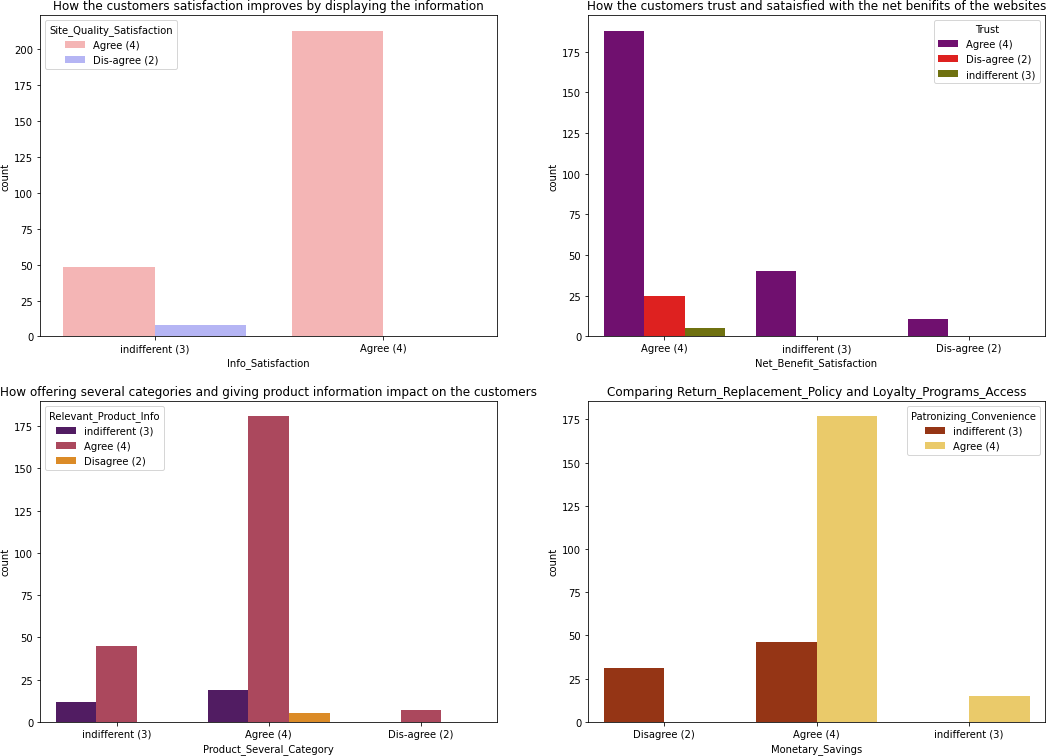 How the customers satisfaction improves by displaying the information
Site_Quality_Satisfaction
Agree (4)
Dis-agree (2)
200
175
150
125
100
75
50
25
0
count
indifferent (3)
Agree (4)
Info_Satisfaction
How the customers trust and sataisfied with the net benifits of the websites
Trust
Agree (4)
Dis-agree (2)
indifferent (3)
175
150
125
100
75
50
25
0
count
Agree (4)
indifferent (3)
Dis-agree (2)
Net_Benefit_Satisfaction
How offering several categories and giving product information impact on the customers
Relevant_Product_Info
indifferent (3)
Agree (4)
Disagree (2)
175
150
125
100
75
50
25
0
count
indifferent (3)
Agree (4)
Dis-agree (2)
Product_Several_Category
Comparing Return_Replacement_Policy and Loyalty_Programs_Access
Patronizing_Convenience
indifferent (3)
Agree (4)
175
150
125
100
75
50
25
0
count
Disagree (2)
Agree (4)
indifferent (3)
Monetary_Savings